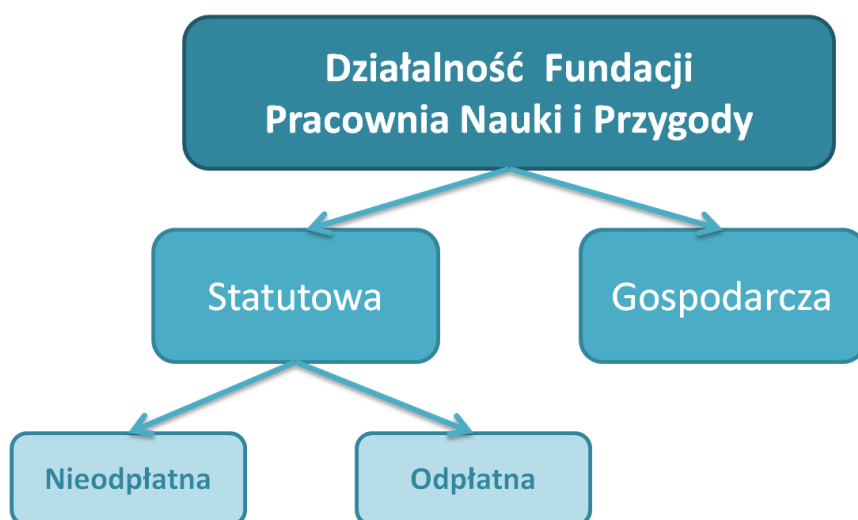 Działalność Fundacji
Pracownia Nauki i Przygody
Statutowa
Gospodarcza
Nieodpłatna
Odpłatna